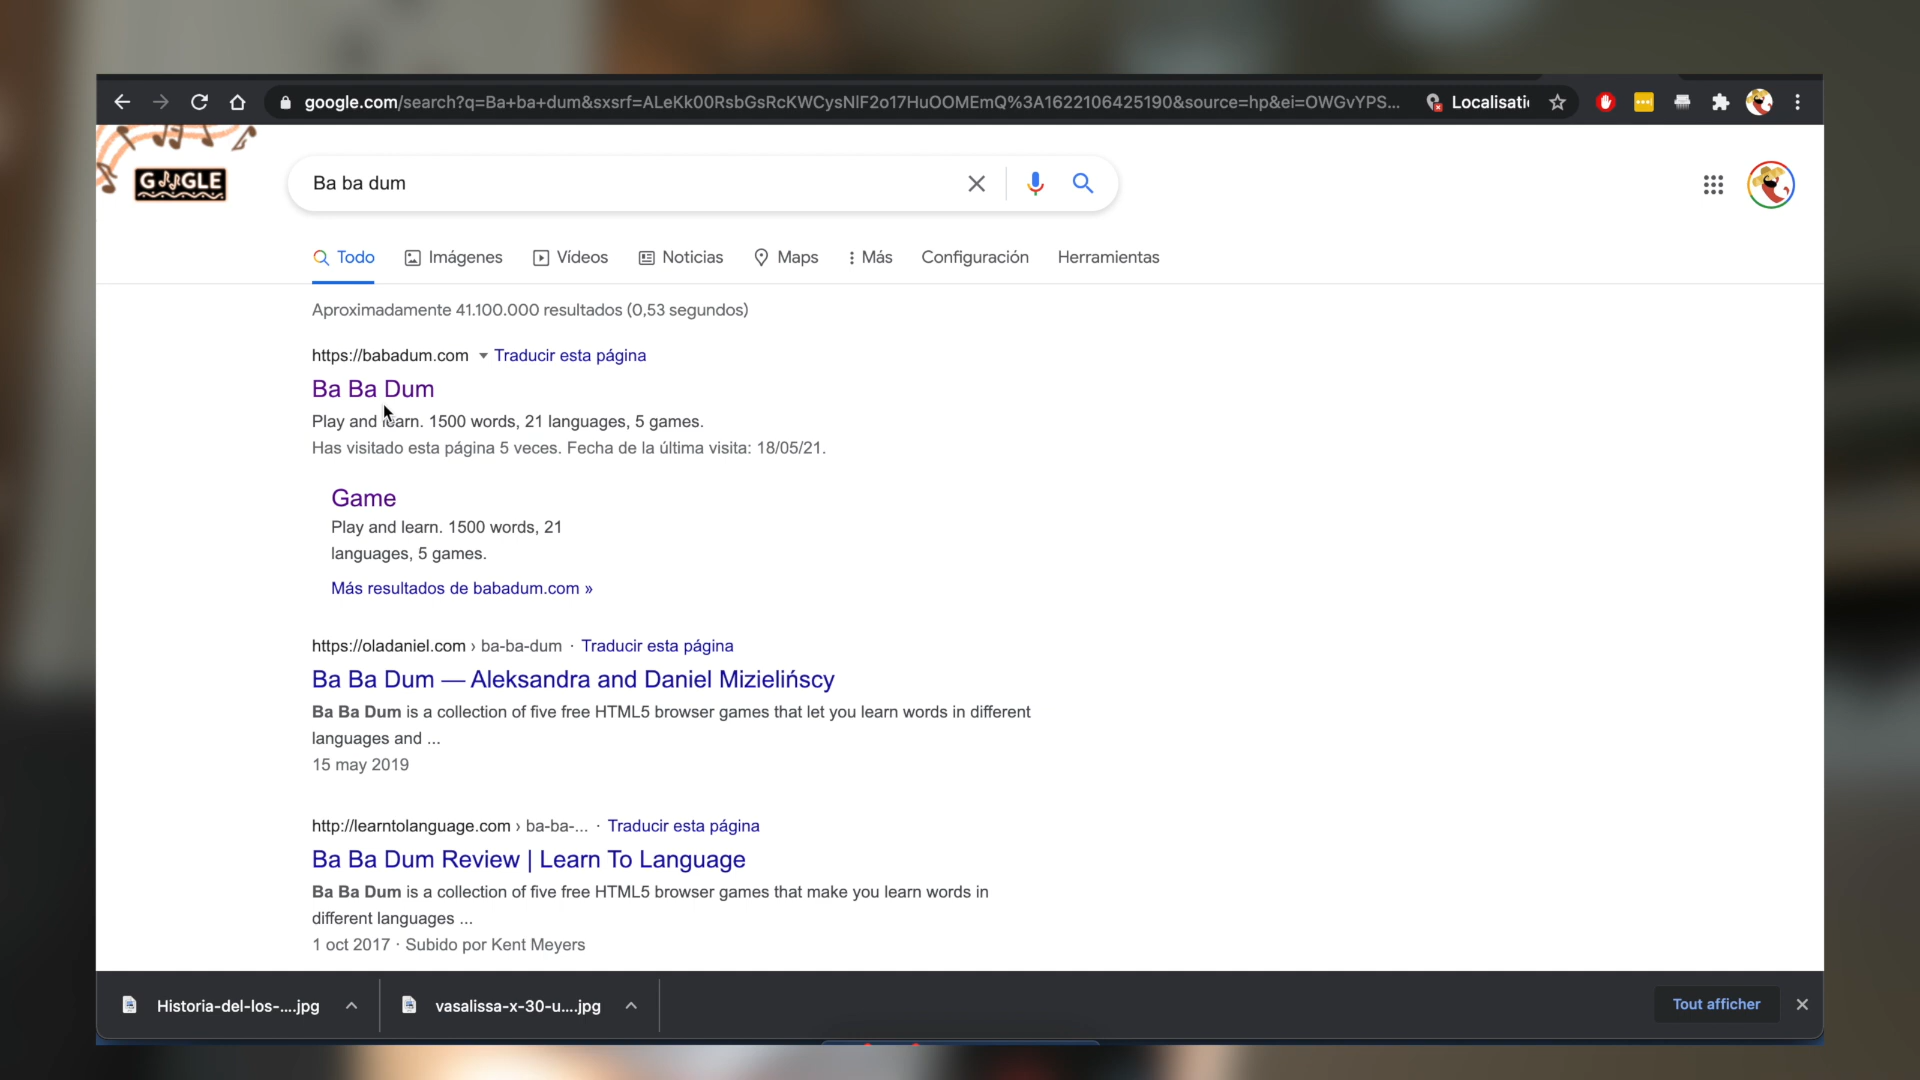 google.com/search?q=Ba+ba+dum&sxsrf=ALeKk00RsbGsRcKWCysNlF2o17HuOOMEmQ%3A1622106425190&source=hp&ei=OWGvYPS... Localisati
GOOGLE
Ba ba dum
Todo Imágenes Vídeos Noticias Maps Más Configuración Herramientas
Aproximadamente 41.100.000 resultados (0,53 segundos)
https://babadum.com Traducir esta página
Ba Ba Dum
Play and learn. 1500 words, 21 languages, 5 games.
Has visitado esta página 5 veces. Fecha de la última visita: 18/05/21.
Game
Play and learn. 1500 words, 21
languages, 5 games.
Más resultados de babadum.com »
https://oladaniel.com › ba-ba-dum · Traducir esta página
Ba Ba Dum — Aleksandra and Daniel Mizielińscy
Ba Ba Dum is a collection of five free HTML5 browser games that let you learn words in different
languages and ...
15 may 2019
http://learntolanguage.com › ba-ba-... · Traducir esta página
Ba Ba Dum Review | Learn To Language
Ba Ba Dum is a collection of five free HTML5 browser games that make you learn words in
different languages ...
1 oct 2017 · Subido por Kent Meyers
Historia-del-los-....jpg vasalissa-x-30-u....jpg Tout afficher